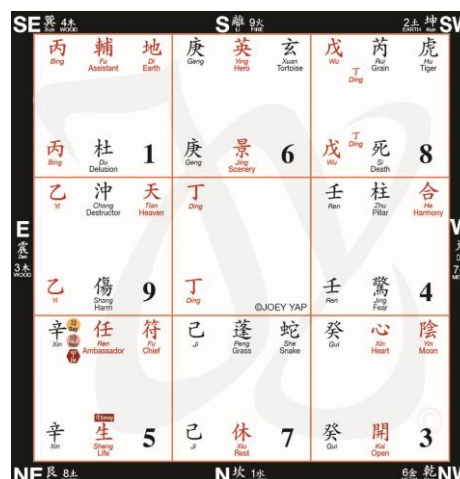 SE 巽 4木 S 離 9火 2土 坤 SW
Xun WOOD Li FIRE EARTH Kun
丙 輔 地 庚 英 玄 戊 芮 虎
Bing Fu Di Geng Ying Xuan Wu Rui Hu
Assistant Earth Hero Tortoise Grain Tiger
丁
Ding
丙 杜 1 庚 景 6 戊 丁 死 8
Bing Du Geng Jing Wu Ding Si
Delusion Scenery Death
乙 沖 天 丁 壬 柱 合
Yi Chong Tian Ding Ren Zhu He
Destructor Heaven Pillar Harmony
E
震
3木
WOOD
乙 傷 9 丁 壬 驚 4
Yi Shang Ding Ren Jing
Harm ©JOEY YAP Fear
辛 日 任 符 己 蓬 蛇 癸 心 陰
Xin Day Ren Fu Ji Peng She Gui Xin Yin
Ambassador Chief Grass Snake Heart Moon
辛 生 5 己 休 7 癸 開 3
Xin Sheng Ji Xiu Gui Kai
Life Rest Open
NE 艮 8土 N 坎 1水 6金 乾 NW